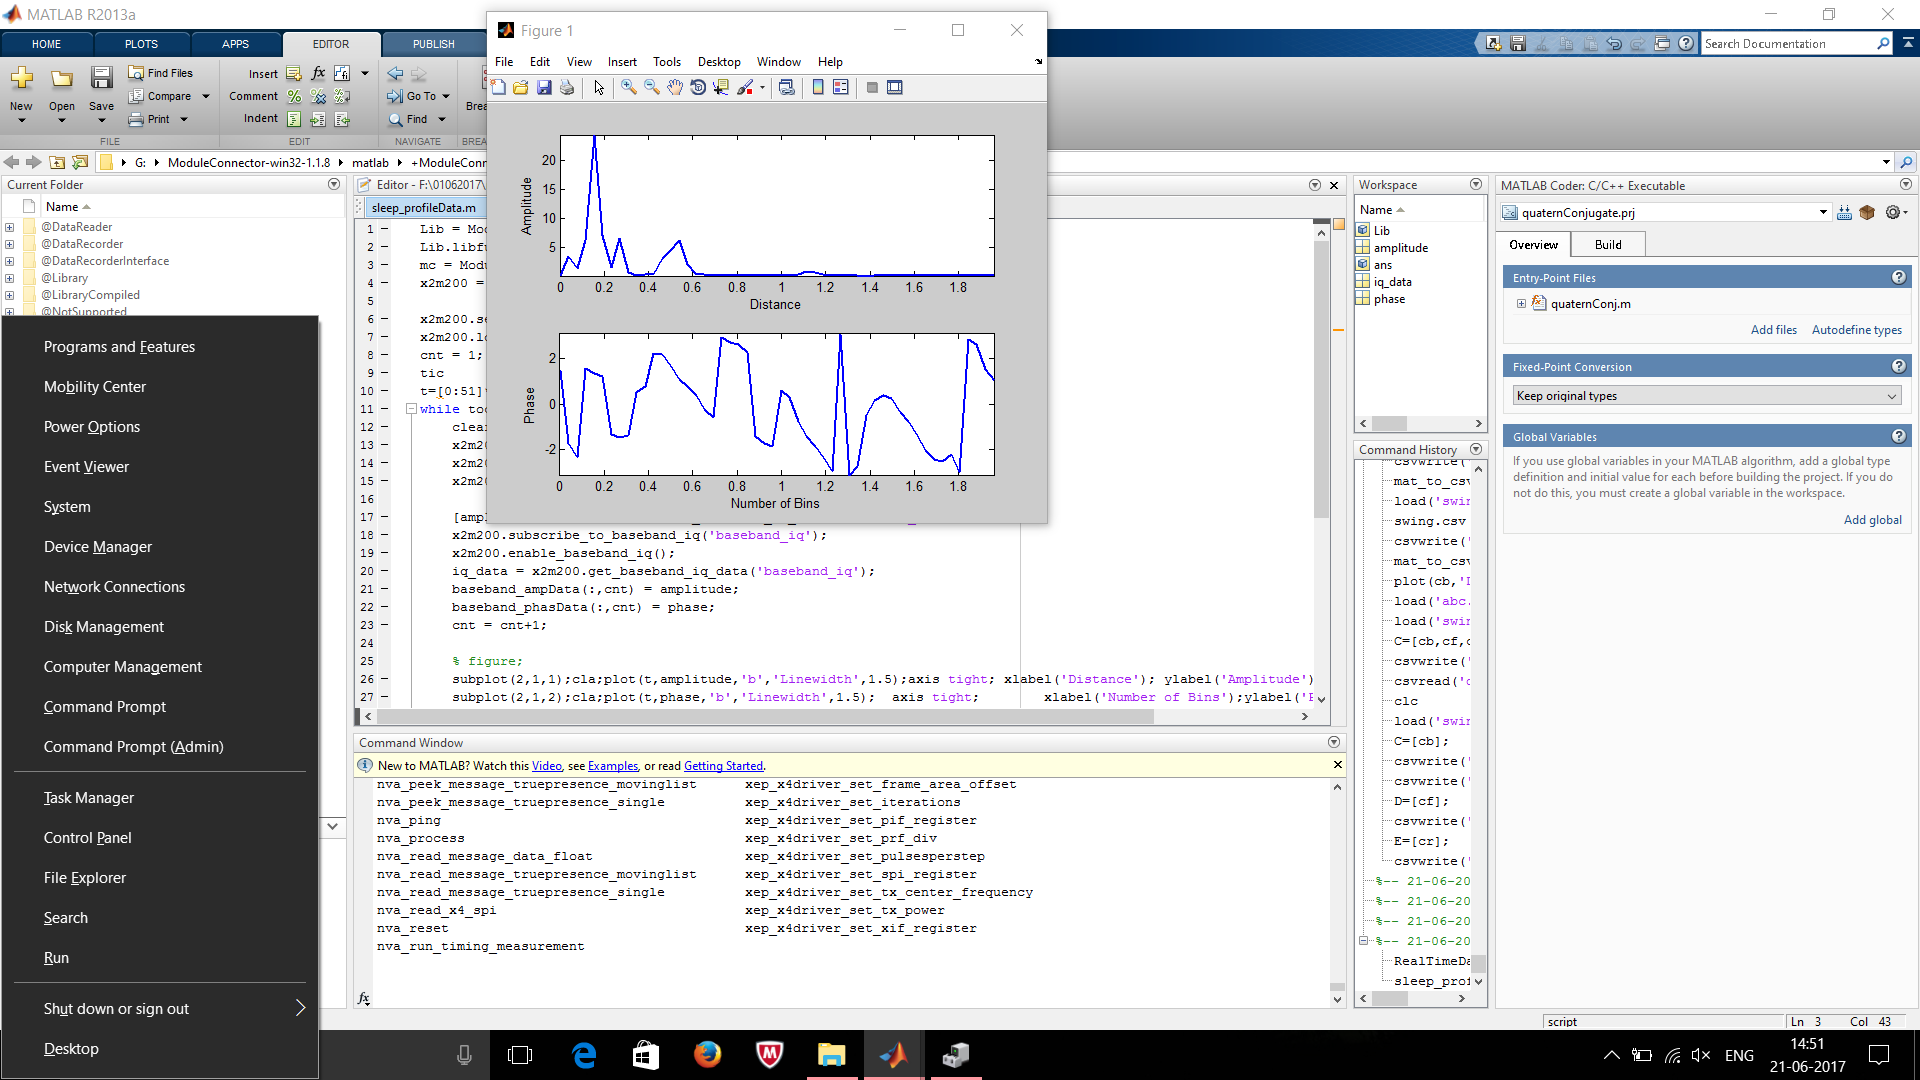 MATLAB R2013a
HOME PLOTS APPS EDITOR PUBLISH
Search Documentation
New Open Save
Find Files
Compare
Print
FILE
Insert fx
Comment
Indent
EDIT
Go To
Find
NAVIGATE
G: ModuleConnector-win32-1.1.8 matlab
Current Folder
Name
@DataReader
@DataRecorder
@DataRecorderInterface
@Library
@LibraryCompiled
@NotSupported
Programs and Features
Mobility Center
Power Options
Event Viewer
System
Device Manager
Network Connections
Disk Management
Computer Management
Command Prompt
Command Prompt (Admin)
Task Manager
Control Panel
File Explorer
Search
Run
Shut down or sign out
Desktop
Figure 1
File Edit View Insert Tools Desktop Window Help
Amplitude
20
15
10
5
0 0.2 0.4 0.6 0.8 1 1.2 1.4 1.6 1.8
Distance
Phase
2
0
-2
0 0.2 0.4 0.6 0.8 1 1.2 1.4 1.6 1.8
Number of Bins
Editor - F:\01062017\
sleep_profileData.m
1 Lib = Mo
2 Lib.libfu
3 mc = Modu
4 x2m200 =
5
6 x2m200.se
7 x2m200.lo
8 cnt = 1;
9 tic
10 t=[0:51]
11 while to
12 clea
13 x2m2
14 x2m2
15 x2m2
16
17 [amp
18 x2m200.subscribe_to_baseband_iq('baseband_iq');
19 x2m200.enable_baseband_iq();
20 iq_data = x2m200.get_baseband_iq_data('baseband_iq');
21 baseband_ampData(:,cnt) = amplitude;
22 baseband_phasData(:,cnt) = phase;
23 cnt = cnt+1;
24
25 % figure;
26 subplot(2,1,1);cla;plot(t,amplitude,'b','Linewidth',1.5);axis tight; xlabel('Distance'); ylabel('Amplitude')
27 subplot(2,1,2);cla;plot(t,phase,'b','Linewidth',1.5); axis tight; xlabel('Number of Bins');ylabel('P
Command Window
New to MATLAB? Watch this Video, see Examples, or read Getting Started.
nva_peek_message_truepresence_movinglist xep_x4driver_set_frame_area_offset
nva_peek_message_truepresence_single xep_x4driver_set_iterations
nva_ping xep_x4driver_set_pif_register
nva_process xep_x4driver_set_prf_div
nva_read_message_data_float xep_x4driver_set_pulsesperstep
nva_read_message_truepresence_movinglist xep_x4driver_set_spi_register
nva_read_message_truepresence_single xep_x4driver_set_tx_center_frequency
nva_read_x4_spi xep_x4driver_set_tx_power
nva_reset xep_x4driver_set_xif_register
nva_run_timing_measurement
fx
Workspace
Name
Lib
amplitude
ans
iq_data
phase
Command History
csvwrite('
mat_to_csv
load('swing
swing.csv
csvwrite('
mat_to_csv
plot(cb,'
load('abc.
load('swin
C=[cb,cf,c
csvwrite('
csvread('c
clc
load('swin
C=[cb];
csvwrite('
csvwrite('
D=[cf];
csvwrite('
E=[cr];
csvwrite('
%-- 21-06-20
%-- 21-06-20
%-- 21-06-20
%-- 21-06-20
RealTimeDa
sleep_prof
MATLAB Coder: C/C++ Executable
quaternConjugate.prj
Overview Build
Entry-Point Files
quaternConj.m
Add files Autodefine types
Fixed-Point Conversion
Keep original types
Global Variables
If you use global variables in your MATLAB algorithm, add a global type
definition and initial value for each before building the project. If you do
not do this, you must create a global variable in the workspace.
Add global
script Ln 3 Col 43
ENG
14:51
21-06-2017